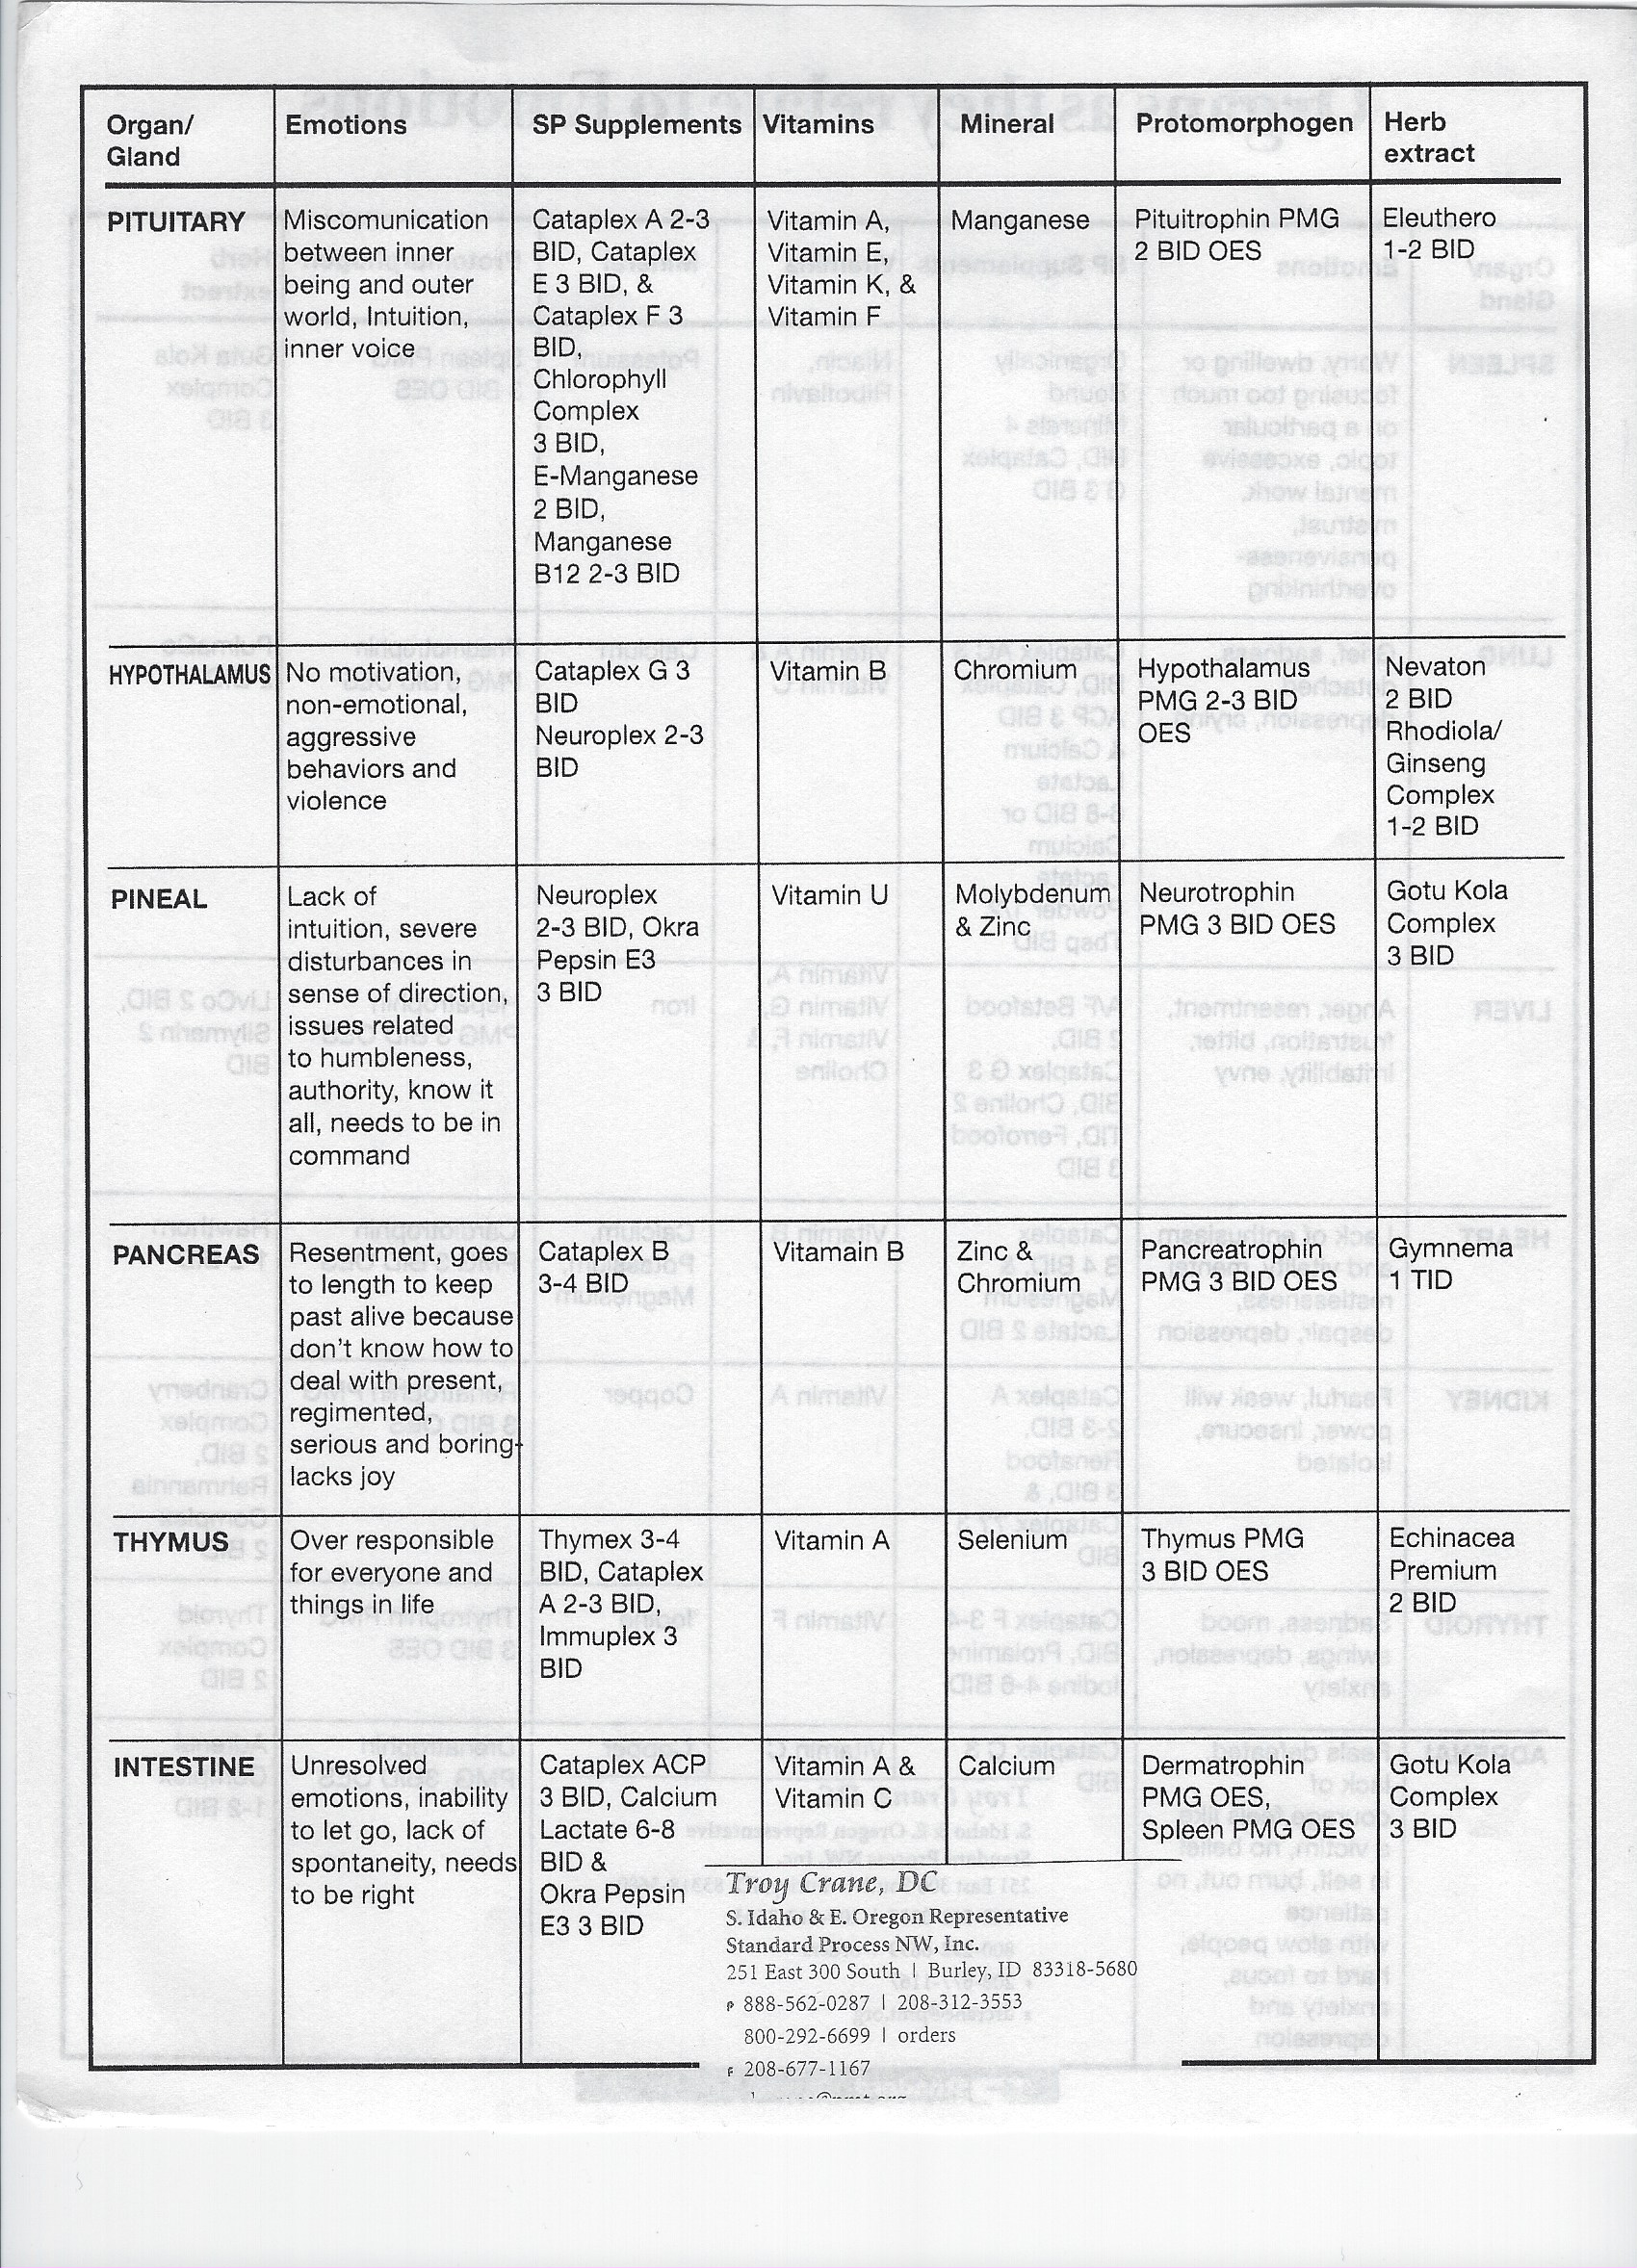 Organ/
Gland
Emotions
SP Supplements
Vitamins
Mineral
Protomorphogen
Herb
extract
PITUITARY
Miscomunication
between inner
being and outer
world, Intuition,
inner voice
Cataplex A 2-3
BID, Cataplex
E 3 BID, &
Cataplex F 3
BID,
Chlorophyll
Complex
3 BID,
E-Manganese
2 BID,
Manganese
B12 2-3 BID
Vitamin A,
Vitamin E,
Vitamin K, &
Vitamin F
Manganese
Pituitrophin PMG
2 BID OES
Eleuthero
1-2 BID
HYPOTHALAMUS
No motivation,
non-emotional,
aggressive
behaviors and
violence
Cataplex G 3
BID
Neuroplex 2-3
BID
Vitamin B
Chromium
Hypothalamus
PMG 2-3 BID
OES
Nevaton
2 BID
Rhodiola/
Ginseng
Complex
1-2 BID
PINEAL
Lack of
intuition, severe
disturbances in
sense of direction,
issues related
to humbleness,
authority, know it
all, needs to be in
command
Neuroplex
2-3 BID, Okra
Pepsin E3
3 BID
Vitamin U
Molybdenum
& Zinc
Neurotrophin
PMG 3 BID OES
Gotu Kola
Complex
3 BID
PANCREAS
Resentment, goes
to length to keep
past alive because
don't know how to
deal with present,
regimented,
serious and boring-
lacks joy
Cataplex B
3-4 BID
Vitamain B
Zinc &
Chromium
Pancreatrophin
PMG 3 BID OES
Gymnema
1 TID
THYMUS
Over responsible
for everyone and
things in life
Thymex 3-4
BID, Cataplex
A 2-3 BID,
Immuplex 3
BID
Vitamin A
Selenium
Thymus PMG
3 BID OES
Echinacea
Premium
2 BID
INTESTINE
Unresolved
emotions, inability
to let go, lack of
spontaneity, needs
to be right
Cataplex ACP
3 BID, Calcium
Lactate 6-8
BID &
Okra Pepsin
E3 3 BID
Vitamin A &
Vitamin C
Calcium
Dermatrophin
PMG OES,
Spleen PMG OES
Gotu Kola
Complex
3 BID
Troy Crane, DC
S. Idaho & E. Oregon Representative
Standard Process NW, Inc.
251 East 300 South | Burley, ID 83318-5680
P 888-562-0287 | 208-312-3553
800-292-6699 | orders
F 208-677-1167